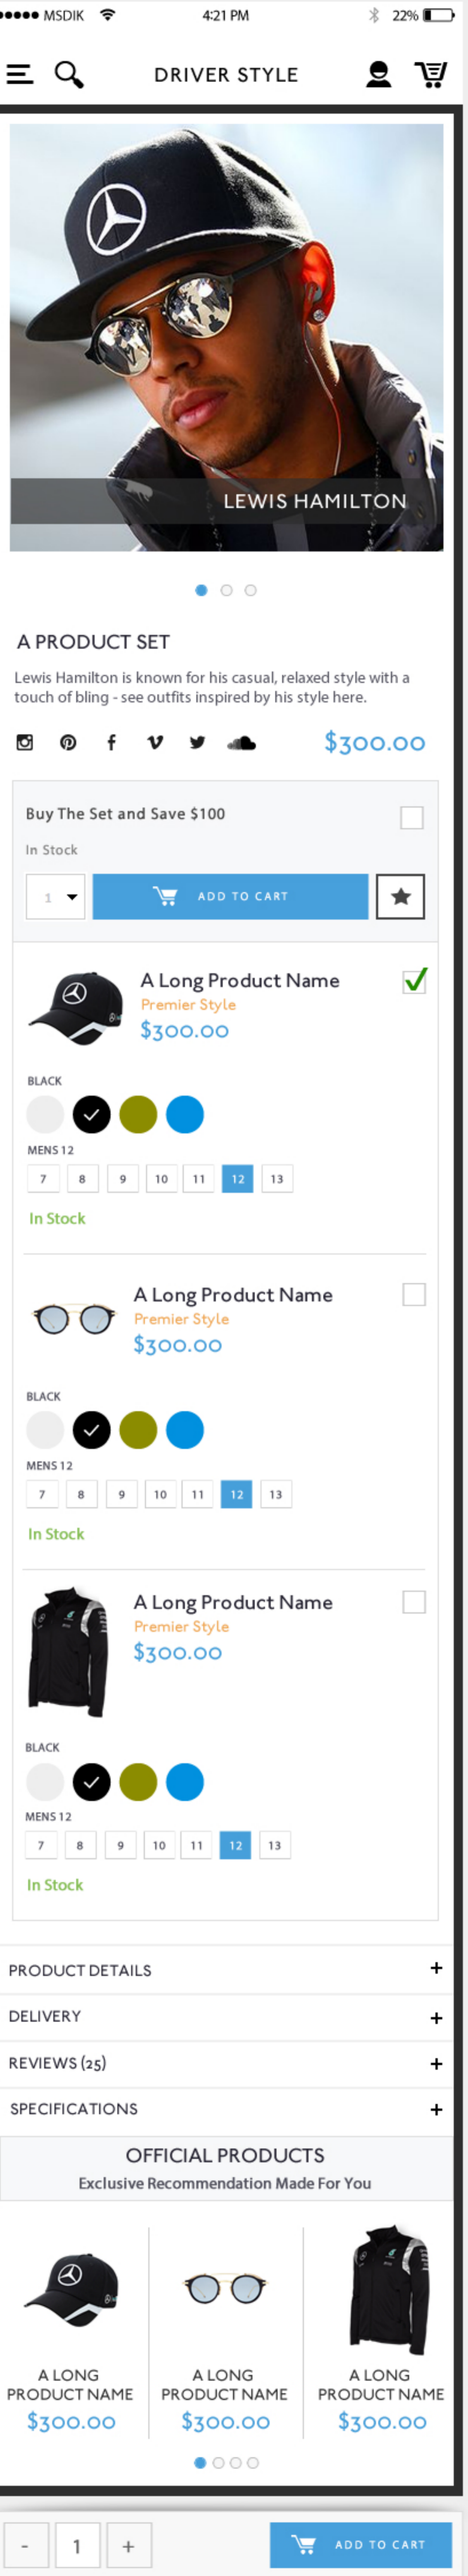 MSDIK
4:21 PM
22%
DRIVER STYLE
LEWIS HAMILTON
A PRODUCT SET
Lewis Hamilton is known for his casual, relaxed style with a
touch of bling - see outfits inspired by his style here.
$300.00
Buy The Set and Save $100
In Stock
1
ADD TO CART
A Long Product Name
Premier Style
$300.00
BLACK
MENS 12
7 8 9 10 11 12 13
In Stock
A Long Product Name
Premier Style
$300.00
BLACK
MENS 12
7 8 9 10 11 12 13
In Stock
A Long Product Name
Premier Style
$300.00
BLACK
MENS 12
7 8 9 10 11 12 13
In Stock
PRODUCT DETAILS +
DELIVERY +
REVIEWS (25) +
SPECIFICATIONS +
OFFICIAL PRODUCTS
Exclusive Recommendation Made For You
A LONG
PRODUCT NAME
$300.00
A LONG
PRODUCT NAME
$300.00
A LONG
PRODUCT NAME
$300.00
- 1 +
ADD TO CART